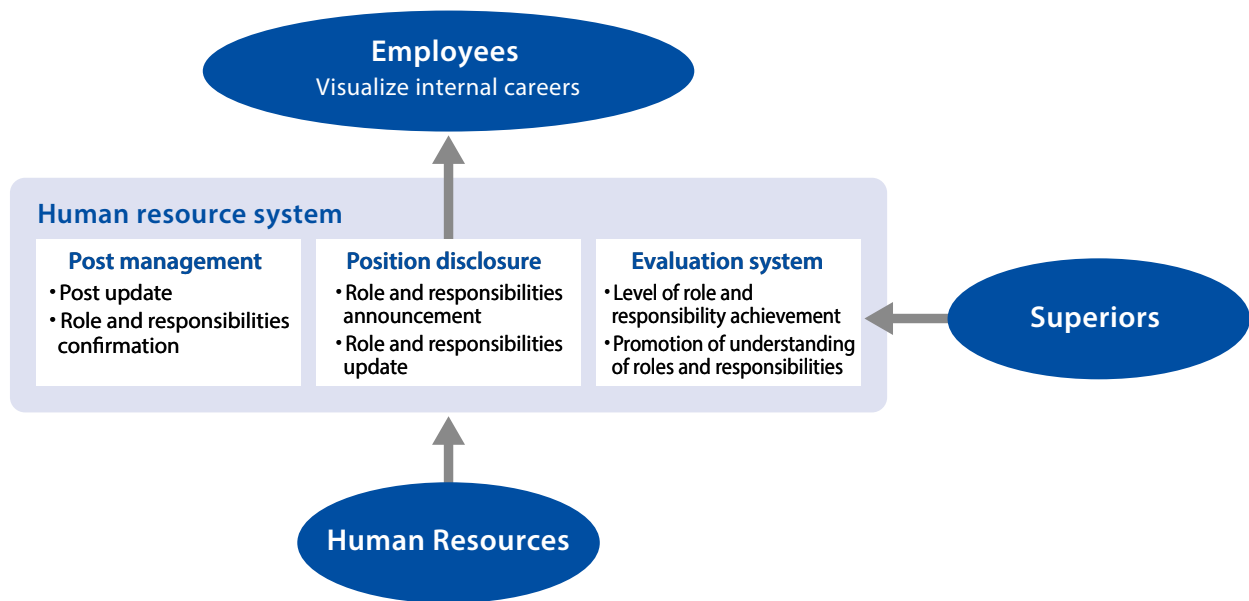 Employees
Visualize internal careers
Human resource system
Post management
・Post update
・Role and responsibilities
confirmation
Position disclosure
・Role and responsibilities
announcement
・Role and responsibilities
update
Evaluation system
・Level of role and
responsibility achievement
・Promotion of understanding
of roles and responsibilities
Superiors
Human Resources